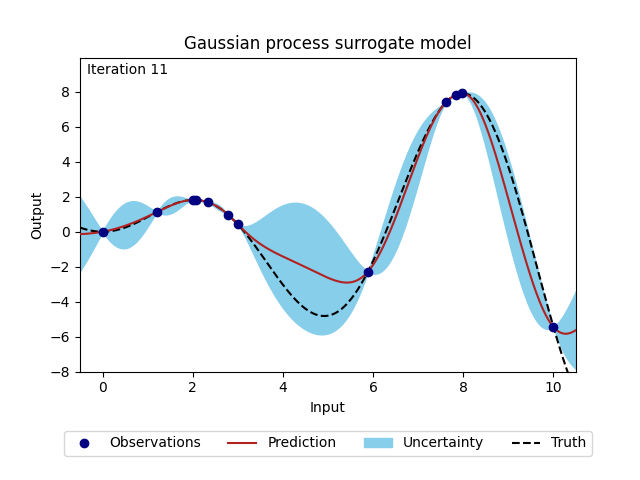 Gaussian process surrogate model
Iteration 11
8
6
4
2
0
−2
−4
−6
−8
Output
0 2 4 6 8 10
Input
Observations Prediction Uncertainty Truth